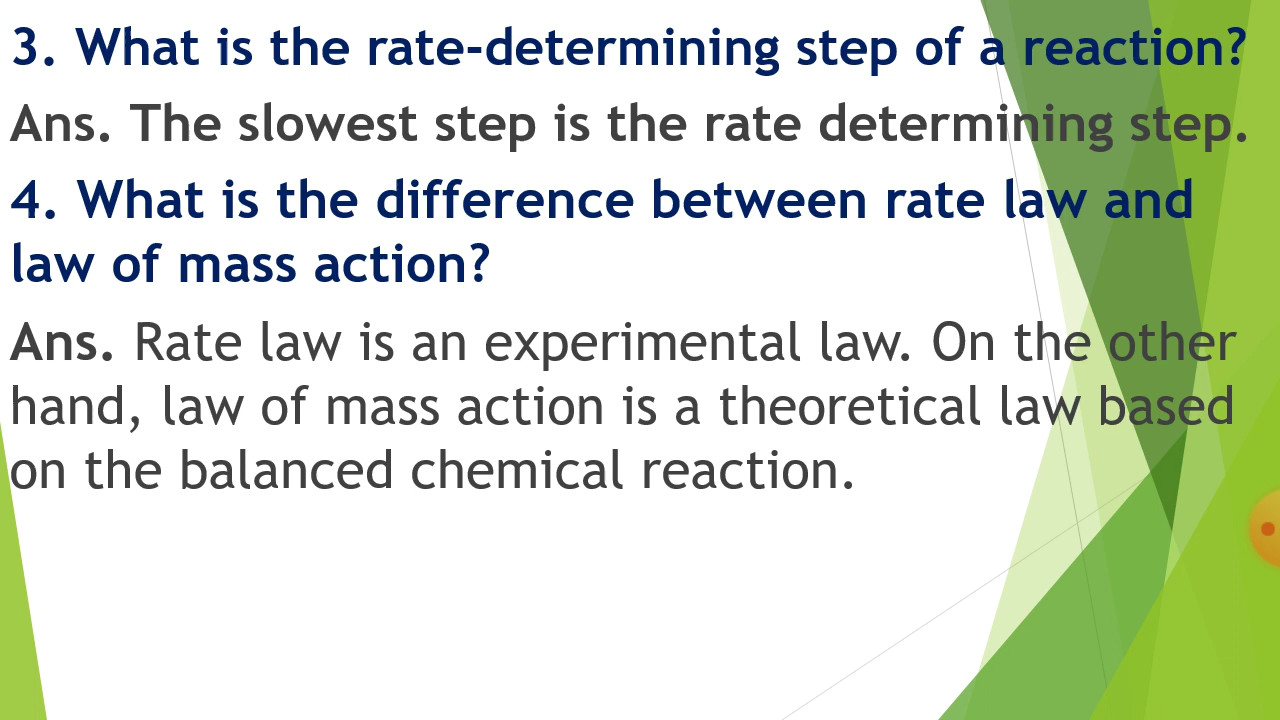 3. What is the rate-determining step of a reaction?
Ans. The slowest step is the rate determining step.
4. What is the difference between rate law and
law of mass action?
Ans. Rate law is an experimental law. On the other
hand, law of mass action is a theoretical law based
on the balanced chemical reaction.